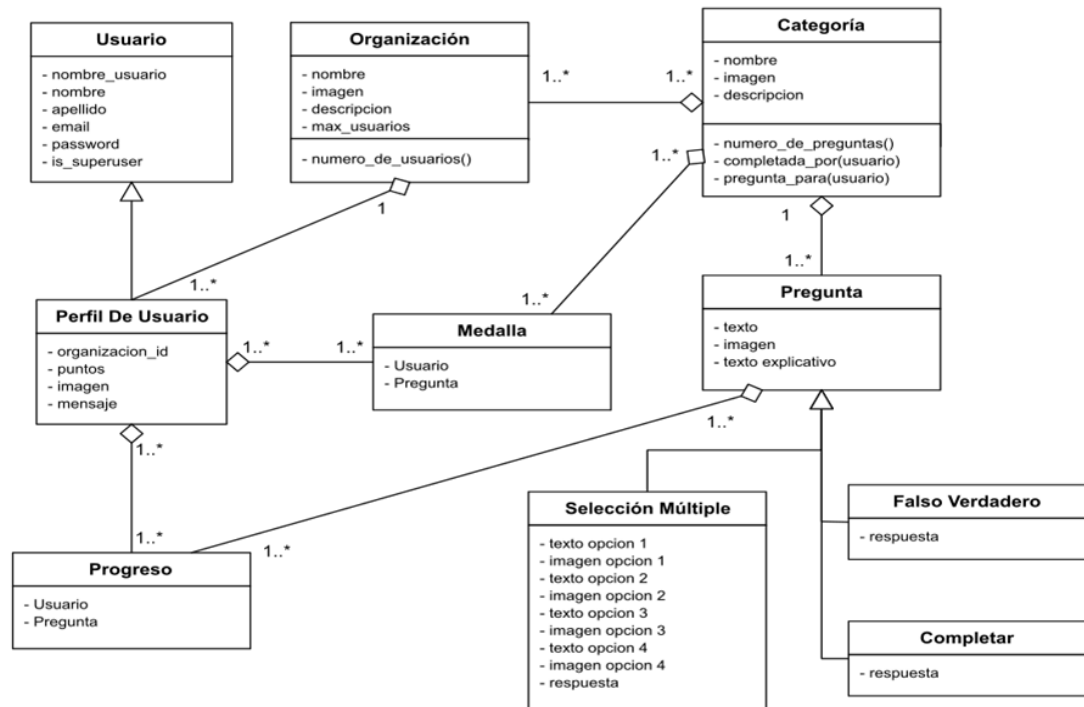 Usuario
- nombre_usuario
- nombre
- apellido
- email
- password
- is_superuser
Organización
- nombre
- imagen
- descripcion
- max_usuarios
- numero_de_usuarios()
Categoría
- nombre
- imagen
- descripcion
- numero_de_preguntas()
- completada_por(usuario)
- pregunta_para(usuario)
1..*
1..*
1..*
1
1
1..*
1..*
1..*
Perfil De Usuario
- organizacion_id
- puntos
- imagen
- mensaje
1..*
1..*
Medalla
- Usuario
- Pregunta
Pregunta
- texto
- imagen
- texto explicativo
1..*
1..*
1..*
1..*
Progreso
- Usuario
- Pregunta
Selección Múltiple
- texto opcion 1
- imagen opcion 1
- texto opcion 2
- imagen opcion 2
- texto opcion 3
- imagen opcion 3
- texto opcion 4
- imagen opcion 4
- respuesta
Falso Verdadero
- respuesta
Completar
- respuesta